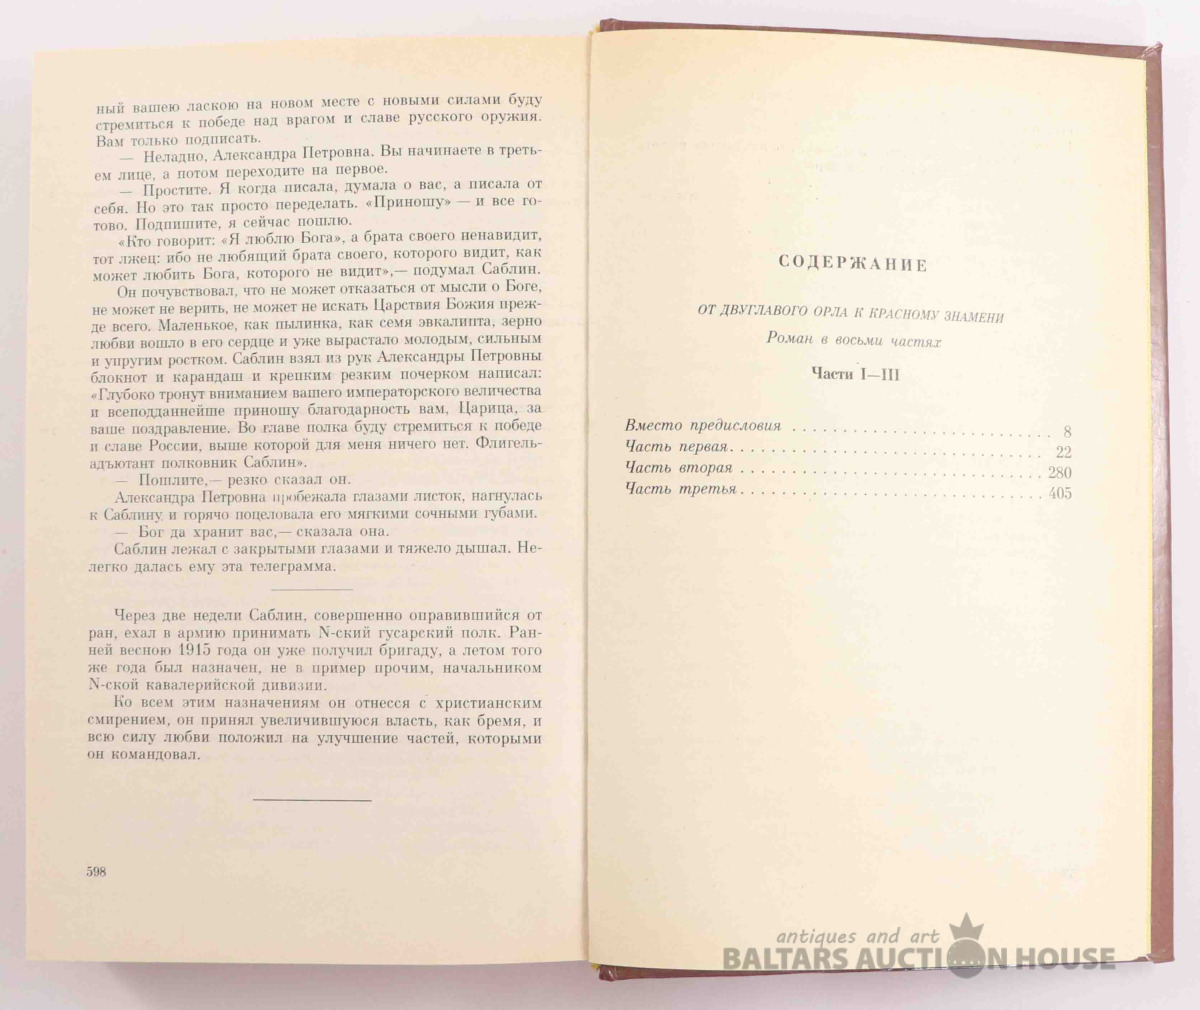 ный вашею ласкою на новом месте с новыми силами буду
стремиться к победе над врагом и славе русского оружия.
Вам только подписать.
— Неладно, Александра Петровна. Вы начинаете в треть-
ем лице, а потом переходите на первое.
— Простите. Я когда писала, думала о вас, а писала от
себя. Но это так просто переделать. «Приношу» — и все го-
тово. Подпишите, я сейчас пошлю.
«Кто говорит: «Я люблю Бога», а брата своего ненавидит,
тот лжец: ибо не любящий брата своего, которого видит, как
может любить Бога, которого не видит»,— подумал Саблин.
Он почувствовал, что не может отказаться от мысли о Боге,
не может не верить, не может не искать Царствия Божия преж-
де всего. Маленькое, как пылинка, как семя эвкалипта, зерно
любви вошло в его сердце и уже вырастало молодым, сильным
и упругим ростком. Саблин взял из рук Александры Петровны
блокнот и карандаш и крепким резким почерком написал:
«Глубоко тронут вниманием вашего императорского величества
и всеподданнейше приношу благодарность вам, Царица, за
ваше поздравление. Во главе полка буду стремиться к победе
и славе России, выше которой для меня ничего нет. Флигель-
адъютант полковник Саблин».
— Пошлите,— резко сказал он.
Александра Петровна пробежала глазами листок, нагнулась
к Саблину и горячо поцеловала его мягкими сочными губами.
— Бог да хранит вас,— сказала она.
Саблин лежал с закрытыми глазами и тяжело дышал. Не-
легко далась ему эта телеграмма.
Через две недели Саблин, совершенно оправившийся от
ран, ехал в армию принимать N-ский гусарский полк. Ран-
ней весною 1915 года он уже получил бригаду, а летом того
же года был назначен, не в пример прочим, начальником
N-ской кавалерийской дивизии.
Ко всем этим назначениям он отнесся с христианским
смирением, он принял увеличившуюся власть, как бремя, и
всю силу любви положил на улучшение частей, которыми
он командовал.
598
СОДЕРЖАНИЕ
ОТ ДВУГЛАВОГО ОРЛА К КРАСНОМУ ЗНАМЕНИ
Роман в восьми частях
Части I—III
Вместо предисловия . . . . . . . . . . . . . . . . . . . . . . . . . . 8
Часть первая. . . . . . . . . . . . . . . . . . . . . . . . . . . . . . 22
Часть вторая . . . . . . . . . . . . . . . . . . . . . . . . . . . . . 280
Часть третья. . . . . . . . . . . . . . . . . . . . . . . . . . . . . 405
antiques and art
BALTARS AUCTION HOUSE